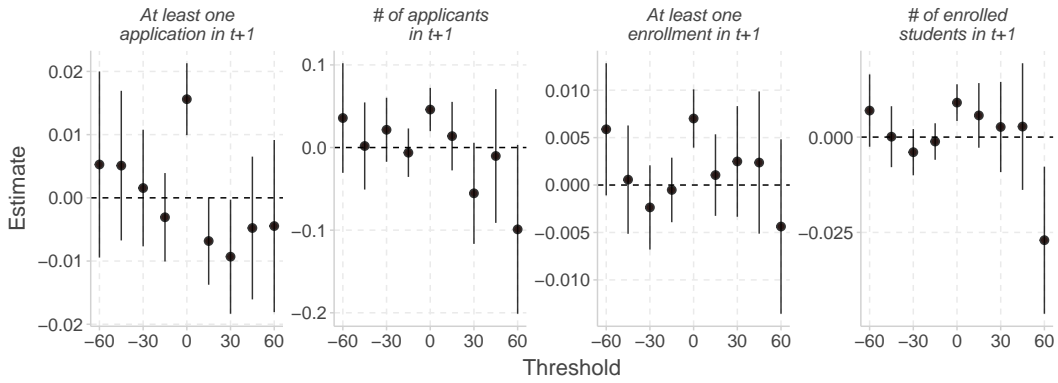 At least one
application in t+1
# of applicants
in t+1
At least one
enrollment in t+1
# of enrolled
students in t+1
Estimate
0.02
0.01
0.00
−0.01
−0.02
0.1
0.0
−0.1
−0.2
0.010
0.005
0.000
−0.005
−0.010
0.000
−0.025
−60 −30 0 30 60
−60 −30 0 30 60
−60 −30 0 30 60
−60 −30 0 30 60
Threshold